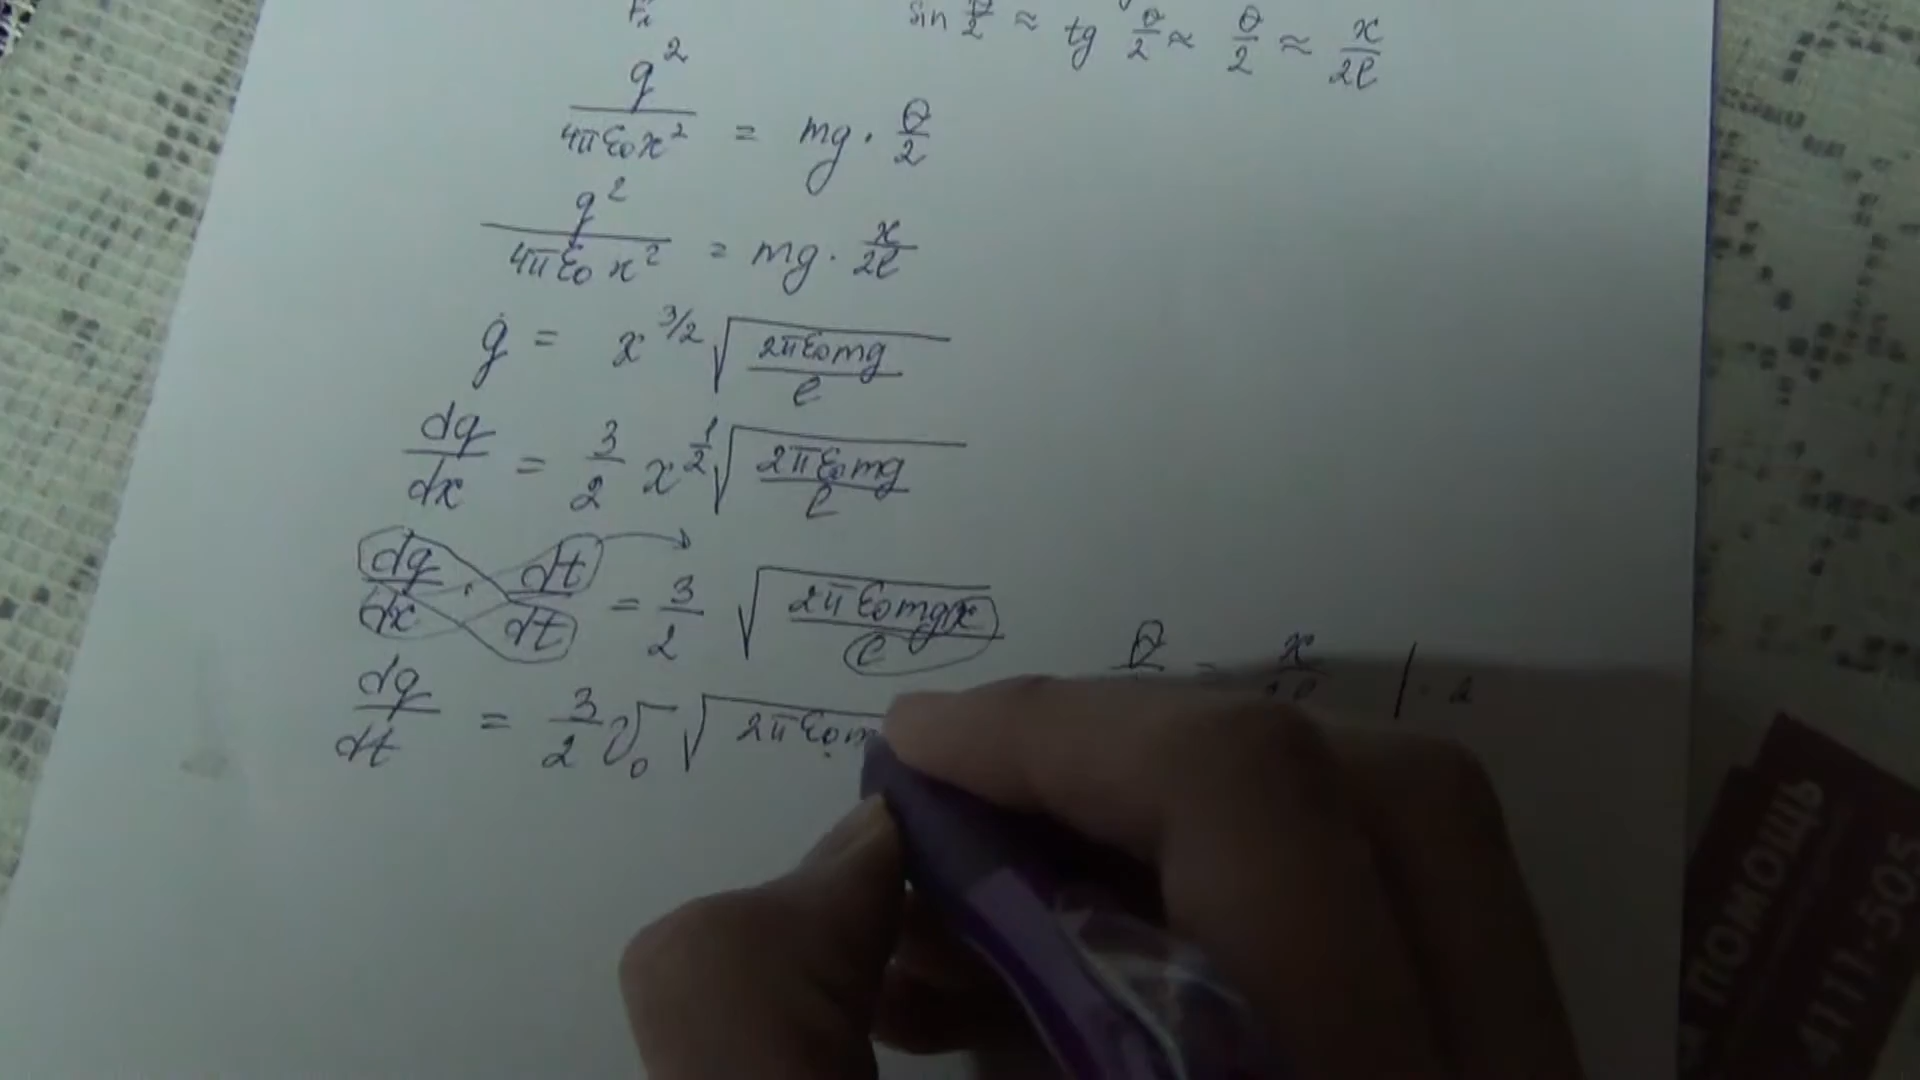 sin θ/2 ≈ tg θ/2 ≈ θ/2 ≈ x/2l
q²/4πε₀x² = mg · θ/2
q²/4πε₀x² = mg · x/2l
q = x^3/2 √(2πε₀mg/l)
dq/dx = 3/2 x^1/2 √(2πε₀mg/l)
dq/dx · dt/dt = 3/2 √(2πε₀mgx/l)
θ = x
dq/dt = 3/2 v₀ √(2πε₀m
ПОМОЩЬ
4111-505